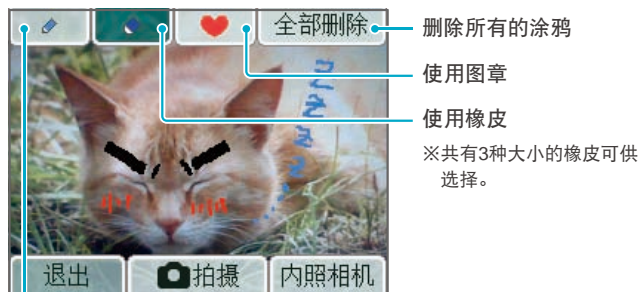 全部删除
删除所有的涂鸦
使用图章
使用橡皮
※共有3种大小的橡皮可供
选择。
退出
拍摄
内照相机